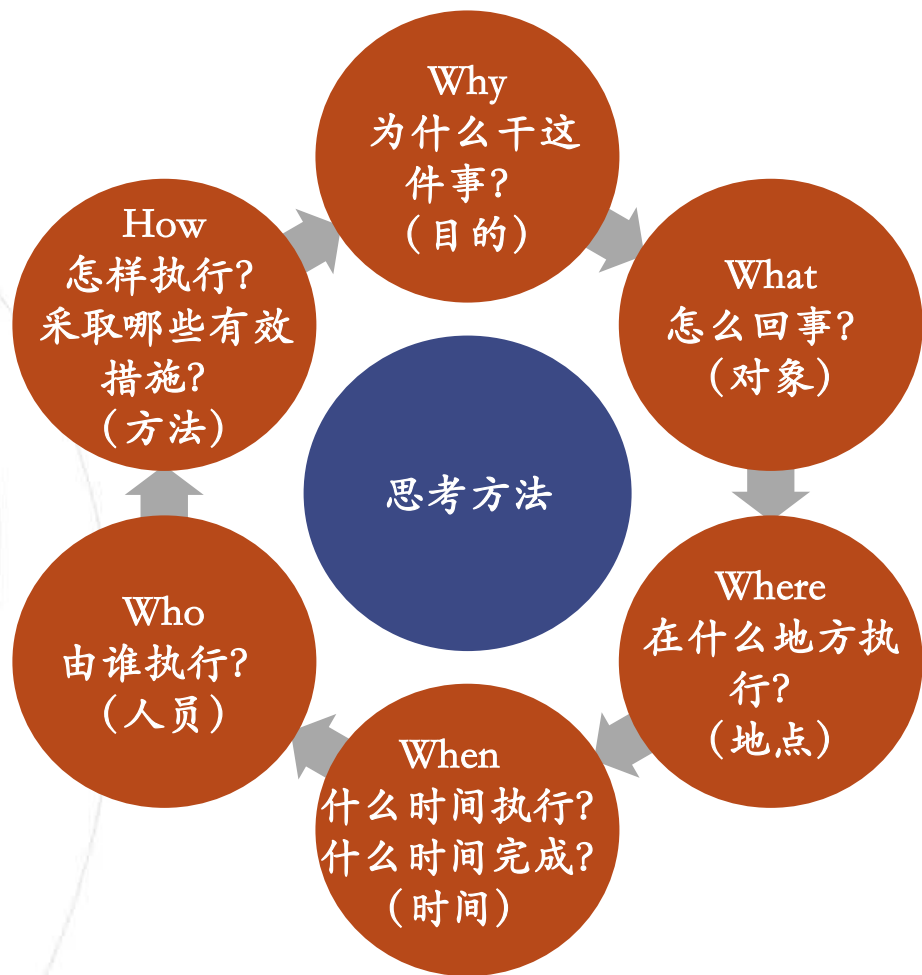 Why
为什么干这
件事?
（目的）
What
怎么回事?
（对象）
Where
在什么地方执
行?
（地点）
When
什么时间执行?
什么时间完成?
（时间）
Who
由谁执行?
（人员）
How
怎样执行?
采取哪些有效
措施?
（方法）
思考方法